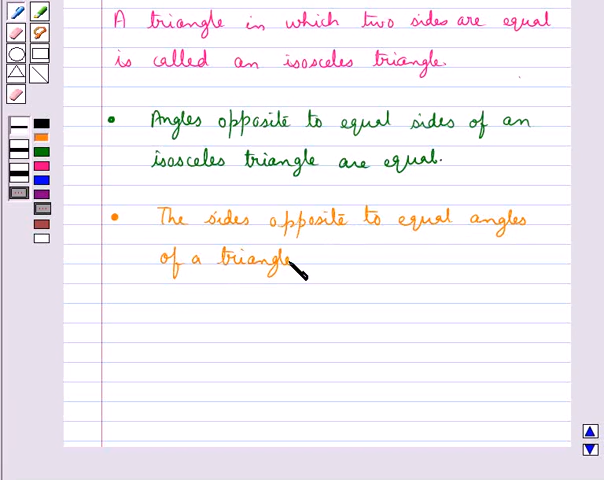 A triangle in which two sides are equal
is called an isosceles triangle.
• Angles opposite to equal sides of an
isosceles triangle are equal.
• The sides opposite to equal angles
of a triangle